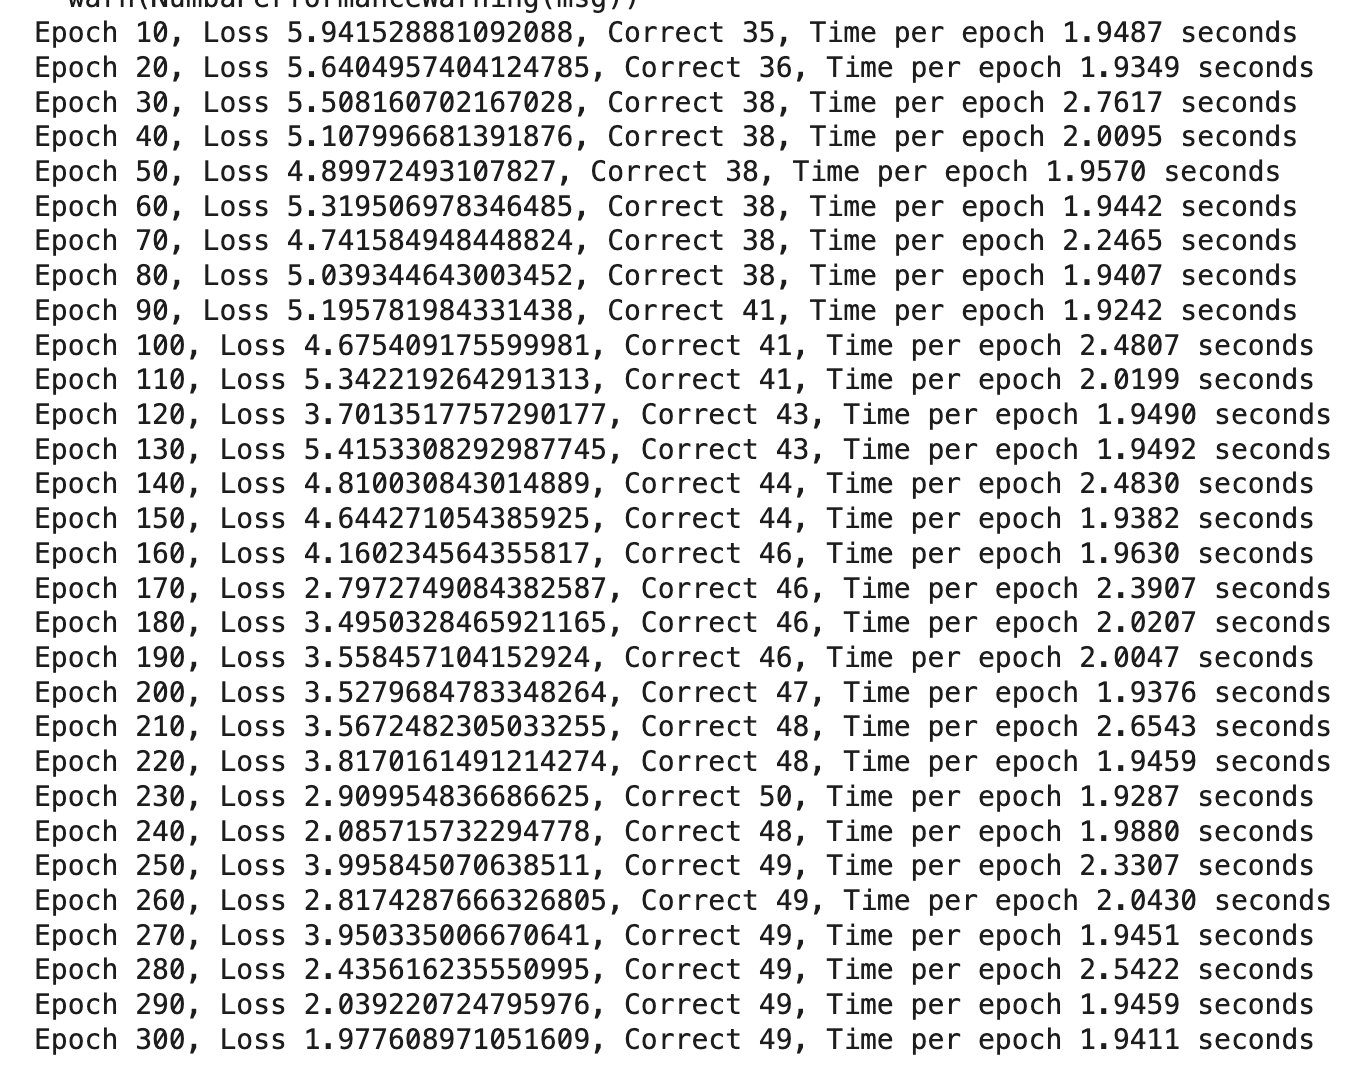 warn(NumbaPerformanceWarning(msg))
Epoch 10, Loss 5.941528881092088, Correct 35, Time per epoch 1.9487 seconds
Epoch 20, Loss 5.6404957404124785, Correct 36, Time per epoch 1.9349 seconds
Epoch 30, Loss 5.508160702167028, Correct 38, Time per epoch 2.7617 seconds
Epoch 40, Loss 5.107996681391876, Correct 38, Time per epoch 2.0095 seconds
Epoch 50, Loss 4.89972493107827, Correct 38, Time per epoch 1.9570 seconds
Epoch 60, Loss 5.319506978346485, Correct 38, Time per epoch 1.9442 seconds
Epoch 70, Loss 4.741584948448824, Correct 38, Time per epoch 2.2465 seconds
Epoch 80, Loss 5.039344643003452, Correct 38, Time per epoch 1.9407 seconds
Epoch 90, Loss 5.195781984331438, Correct 41, Time per epoch 1.9242 seconds
Epoch 100, Loss 4.675409175599981, Correct 41, Time per epoch 2.4807 seconds
Epoch 110, Loss 5.342219264291313, Correct 41, Time per epoch 2.0199 seconds
Epoch 120, Loss 3.7013517757290177, Correct 43, Time per epoch 1.9490 seconds
Epoch 130, Loss 5.4153308292987745, Correct 43, Time per epoch 1.9492 seconds
Epoch 140, Loss 4.810030843014889, Correct 44, Time per epoch 2.4830 seconds
Epoch 150, Loss 4.644271054385925, Correct 44, Time per epoch 1.9382 seconds
Epoch 160, Loss 4.160234564355817, Correct 46, Time per epoch 1.9630 seconds
Epoch 170, Loss 2.7972749084382587, Correct 46, Time per epoch 2.3907 seconds
Epoch 180, Loss 3.4950328465921165, Correct 46, Time per epoch 2.0207 seconds
Epoch 190, Loss 3.558457104152924, Correct 46, Time per epoch 2.0047 seconds
Epoch 200, Loss 3.5279684783348264, Correct 47, Time per epoch 1.9376 seconds
Epoch 210, Loss 3.5672482305033255, Correct 48, Time per epoch 2.6543 seconds
Epoch 220, Loss 3.8170161491214274, Correct 48, Time per epoch 1.9459 seconds
Epoch 230, Loss 2.909954836686625, Correct 50, Time per epoch 1.9287 seconds
Epoch 240, Loss 2.085715732294778, Correct 48, Time per epoch 1.9880 seconds
Epoch 250, Loss 3.995845070638511, Correct 49, Time per epoch 2.3307 seconds
Epoch 260, Loss 2.8174287666326805, Correct 49, Time per epoch 2.0430 seconds
Epoch 270, Loss 3.950335006670641, Correct 49, Time per epoch 1.9451 seconds
Epoch 280, Loss 2.435616235550995, Correct 49, Time per epoch 2.5422 seconds
Epoch 290, Loss 2.039220724795976, Correct 49, Time per epoch 1.9459 seconds
Epoch 300, Loss 1.977608971051609, Correct 49, Time per epoch 1.9411 seconds